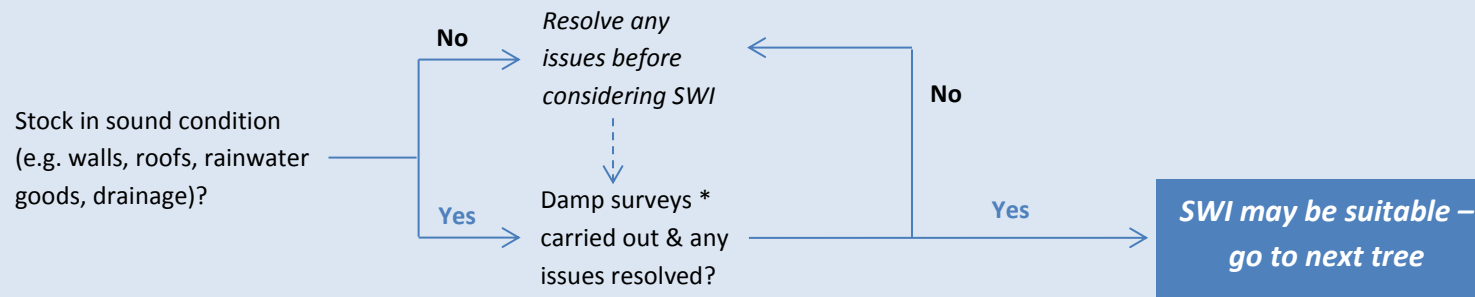 Stock in sound condition
(e.g. walls, roofs, rainwater
goods, drainage)?
No
Resolve any
issues before
considering SWI
No
Yes
Damp surveys *
carried out & any
issues resolved?
Yes
SWI may be suitable –
go to next tree